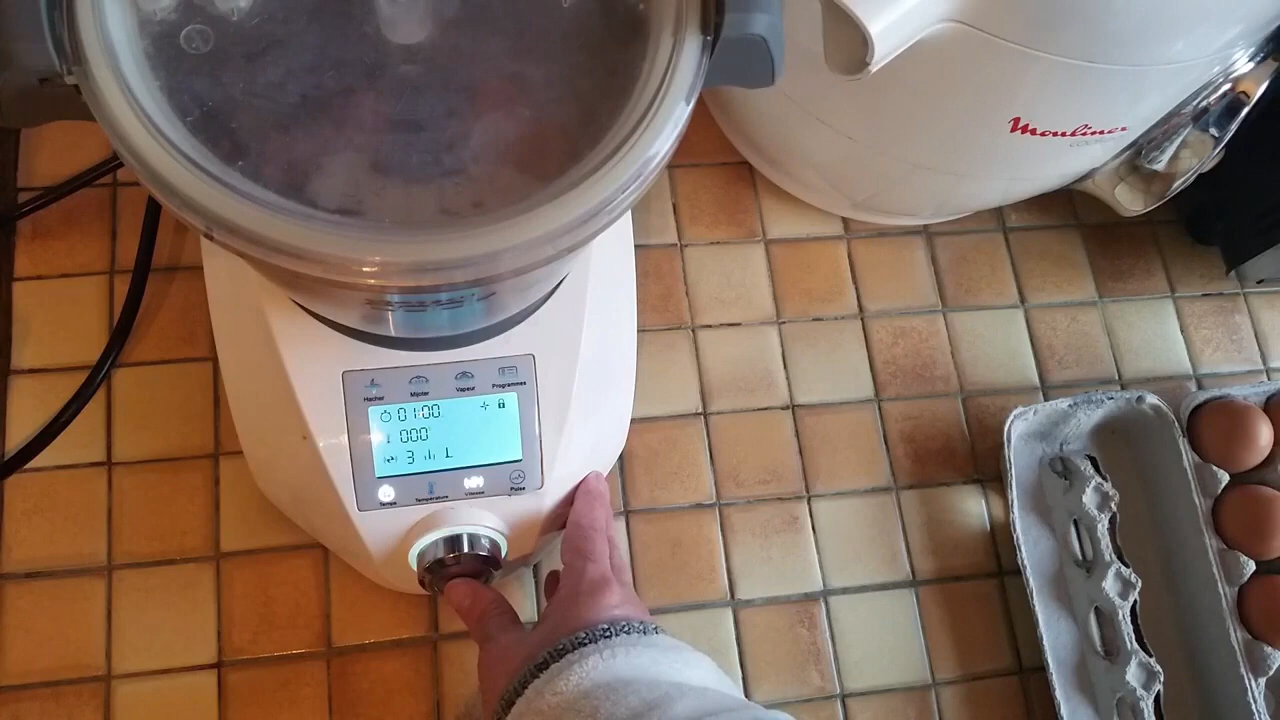 Moulinex
Hacher Mijoter Vapeur Programmes
01:00
000
3
Temps Température Vitesse Pulse